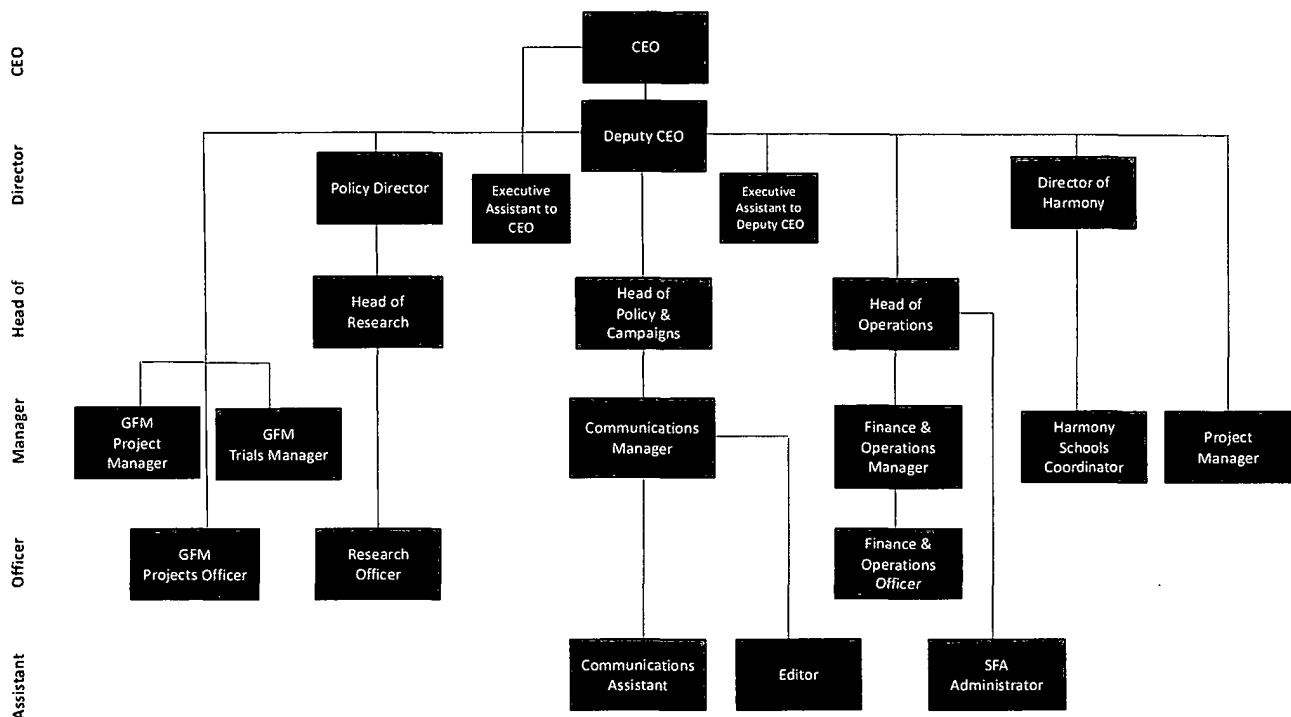 CEO
CEO
Director
Deputy CEO
Policy Director
Executive
Assistant to
CEO
Executive
Assistant to
Deputy CEO
Director of
Harmony
Head of
Head of
Research
Head of
Policy &
Campaigns
Head of
Operations
Manager
GFM
Project
Manager
GFM
Trials Manager
Communications
Manager
Finance &
Operations
Manager
Harmony
Schools
Coordinator
Project
Manager
Officer
GFM
Projects Officer
Research
Officer
Finance &
Operations
Officer
Assistant
Communications
Assistant
Editor
SFA
Administrator